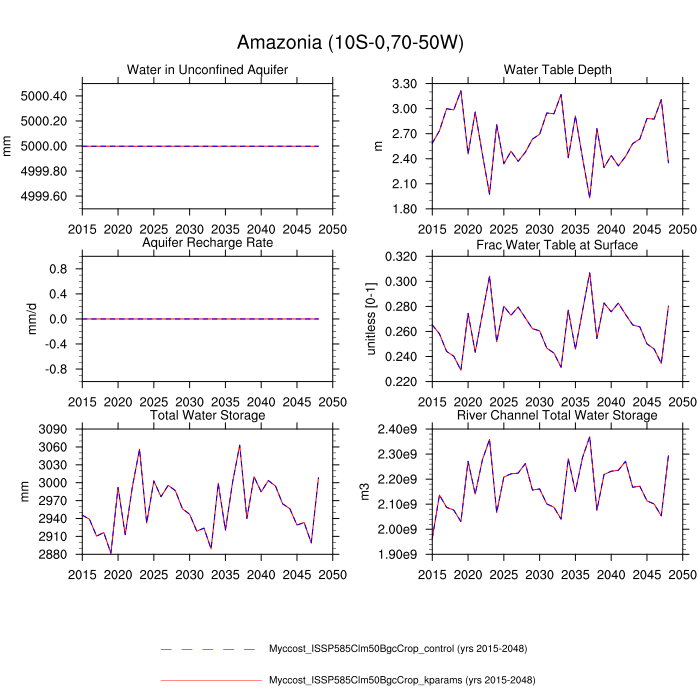 Amazonia (10S-0,70-50W)
Water in Unconfined Aquifer
5000.40
5000.20
5000.00
4999.80
4999.60
mm
2015 2020 2025 2030 2035 2040 2045 2050
Water Table Depth
3.30
3.00
2.70
2.40
2.10
1.80
m
2015 2020 2025 2030 2035 2040 2045 2050
Aquifer Recharge Rate
0.8
0.4
0.0
-0.4
-0.8
mm/d
2015 2020 2025 2030 2035 2040 2045 2050
Frac Water Table at Surface
0.320
0.300
0.280
0.260
0.240
0.220
unitless [0-1]
2015 2020 2025 2030 2035 2040 2045 2050
Total Water Storage
3090
3060
3030
3000
2970
2940
2910
2880
mm
2015 2020 2025 2030 2035 2040 2045 2050
River Channel Total Water Storage
2.40e9
2.30e9
2.20e9
2.10e9
2.00e9
1.90e9
m3
2015 2020 2025 2030 2035 2040 2045 2050
Myccost_ISSP585Clm50BgcCrop_control (yrs 2015-2048)
Myccost_ISSP585Clm50BgcCrop_kparams (yrs 2015-2048)